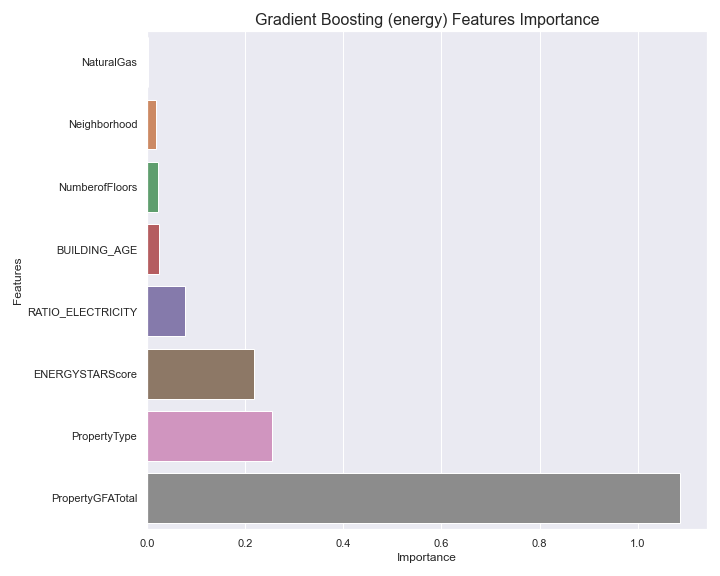 Gradient Boosting (energy) Features Importance
Features
NaturalGas
Neighborhood
NumberofFloors
BUILDING_AGE
RATIO_ELECTRICITY
ENERGYSTARScore
PropertyType
PropertyGFATotal
0.0 0.2 0.4 0.6 0.8 1.0
Importance